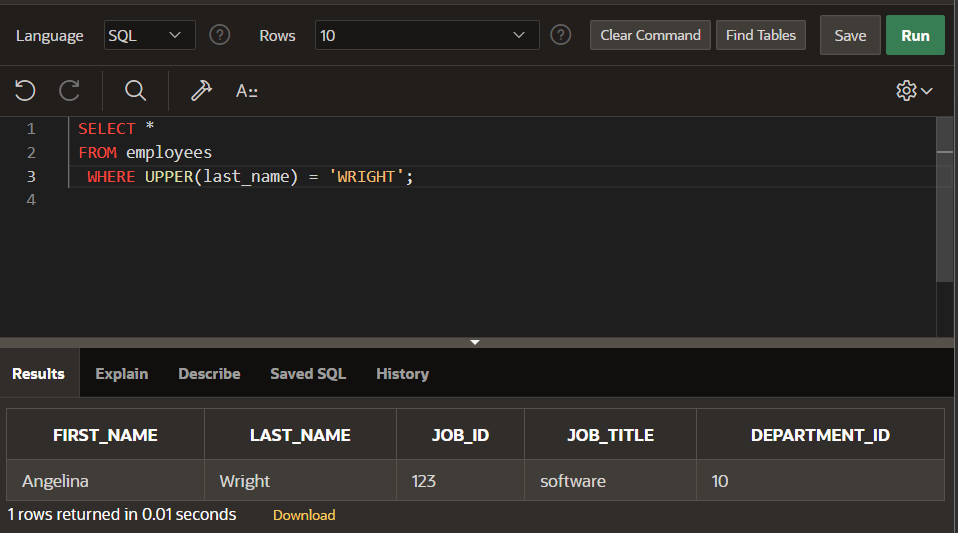 Language SQL ? Rows 10 ? Clear Command Find Tables Save Run
A::
1 SELECT *
2 FROM employees
3 WHERE UPPER(last_name) = 'WRIGHT';
4
Results Explain Describe Saved SQL History
FIRST_NAME LAST_NAME JOB_ID JOB_TITLE DEPARTMENT_ID
Angelina Wright 123 software 10
1 rows returned in 0.01 seconds Download